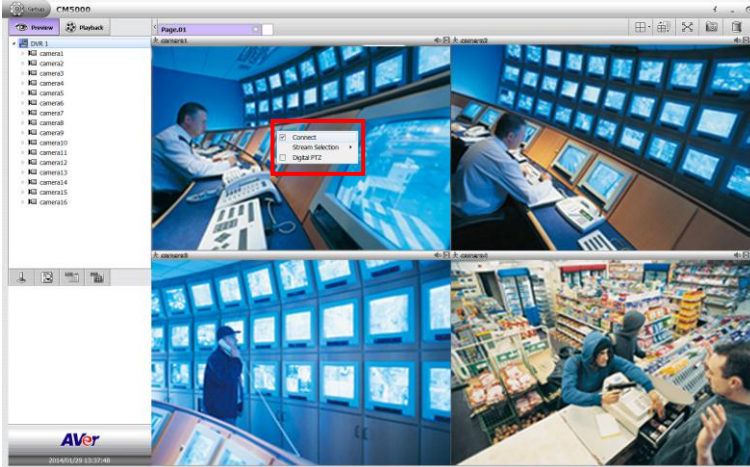 Setup CM5000
Preview Playback
Page.01
DVR 1
camera1
camera2
camera3
camera4
camera5
camera6
camera7
camera8
camera9
camera10
camera11
camera12
camera13
camera14
camera15
camera16
camera1
camera2
Connect
Stream Selection
Digital PTZ
camera3
camera4
AVer
2014/01/29 13:37:48